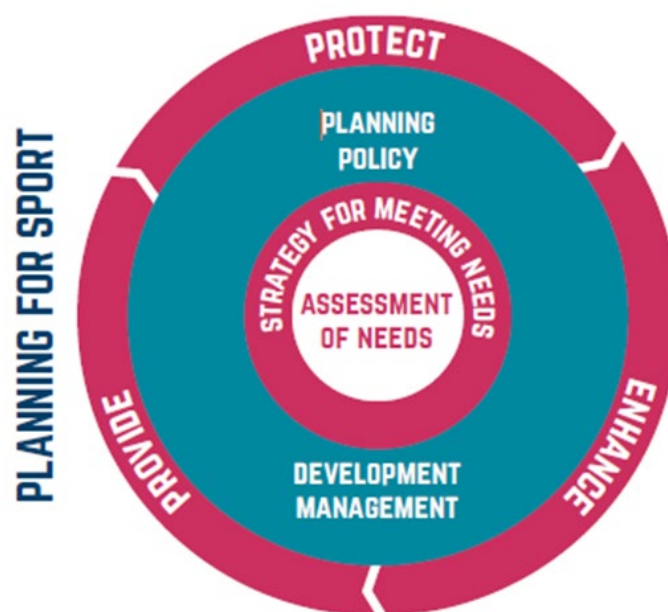 PLANNING FOR SPORT
PROTECT
PLANNING
POLICY
STRATEGY FOR MEETING NEEDS
ASSESSMENT
OF NEEDS
DEVELOPMENT
MANAGEMENT
PROVIDE
ENHANCE